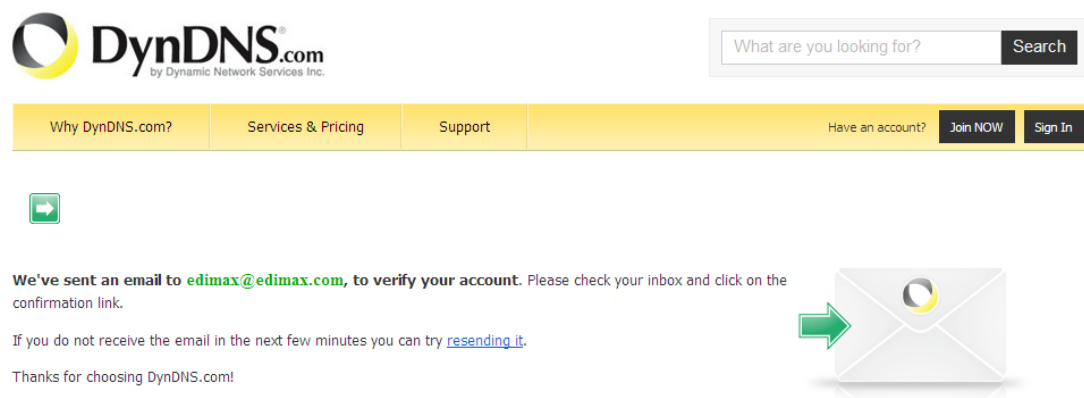 DynDNS.com
by Dynamic Network Services Inc.
What are you looking for?
Search
Why DynDNS.com?
Services & Pricing
Support
Have an account?
Join NOW
Sign In
We've sent an email to edimax@edimax.com, to verify your account. Please check your inbox and click on the
confirmation link.
If you do not receive the email in the next few minutes you can try resending it.
Thanks for choosing DynDNS.com!